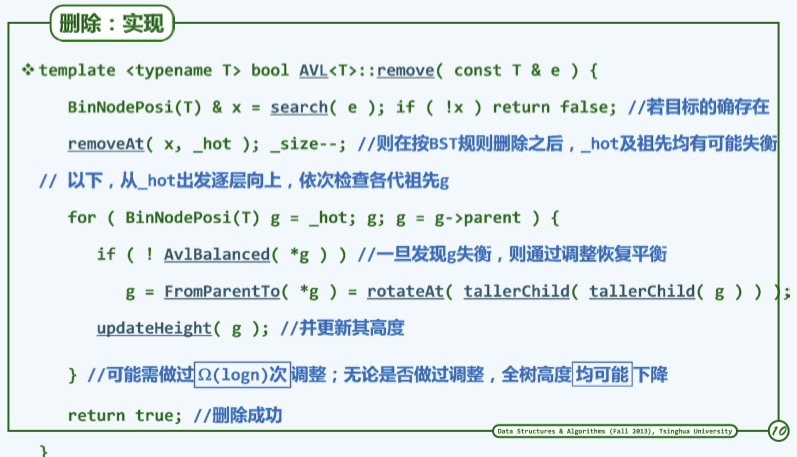 删除：实现
❖ template <typename T> bool AVL<T>::remove( const T & e ) {
BinNodePosi(T) & x = search( e ); if ( !x ) return false; //若目标的确存在
removeAt( x, _hot ); _size--; //则在按BST规则删除之后，_hot及祖先均有可能失衡
// 以下，从_hot出发逐层向上，依次检查各代祖先g
for ( BinNodePosi(T) g = _hot; g; g = g->parent ) {
if ( ! AvlBalanced( *g ) ) //一旦发现g失衡，则通过调整恢复平衡
g = FromParentTo( *g ) = rotateAt( tallerChild( tallerChild( g ) ) );
updateHeight( g ); //并更新其高度
} //可能需做过Ω(logn)次调整；无论是否做过调整，全树高度均可能下降
return true; //删除成功
}
Data Structures & Algorithms (Fall 2013), Tsinghua University
10